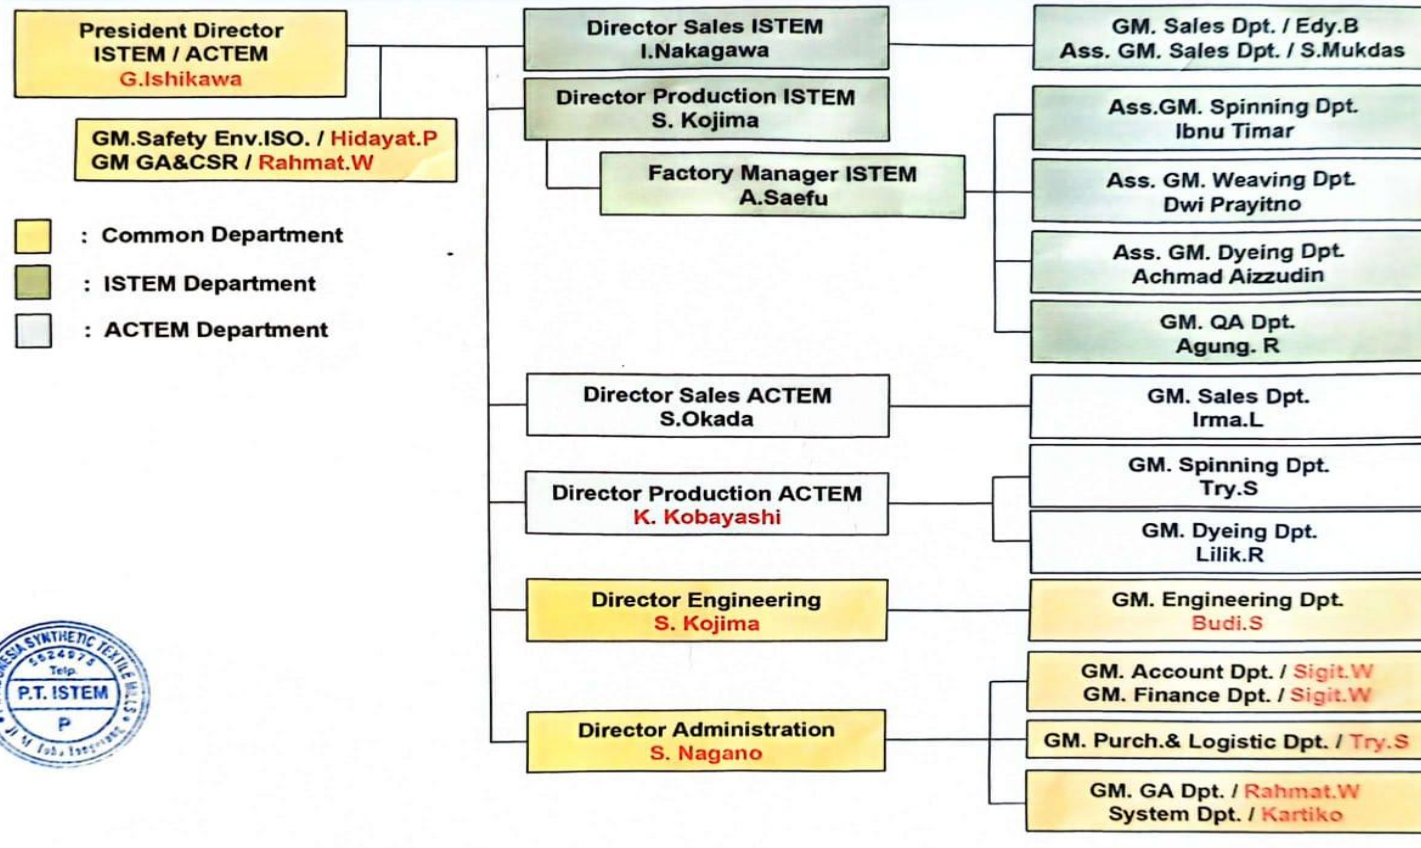 President Director
ISTEM / ACTEM
G.Ishikawa
GM.Safety Env.ISO. / Hidayat.P
GM GA&CSR / Rahmat.W
: Common Department
: ISTEM Department
: ACTEM Department
Director Sales ISTEM
I.Nakagawa
Director Production ISTEM
S. Kojima
Factory Manager ISTEM
A.Saefu
GM. Sales Dpt. / Edy.B
Ass. GM. Sales Dpt. / S.Mukdas
Ass.GM. Spinning Dpt.
Ibnu Timar
Ass. GM. Weaving Dpt.
Dwi Prayitno
Ass. GM. Dyeing Dpt.
Achmad Aizzudin
GM. QA Dpt.
Agung. R
Director Sales ACTEM
S.Okada
GM. Sales Dpt.
Irma.L
Director Production ACTEM
K. Kobayashi
GM. Spinning Dpt.
Try.S
GM. Dyeing Dpt.
Lilik.R
Director Engineering
S. Kojima
GM. Engineering Dpt.
Budi.S
Director Administration
S. Nagano
GM. Account Dpt. / Sigit.W
GM. Finance Dpt. / Sigit.W
GM. Purch.& Logistic Dpt. / Try.S
GM. GA Dpt. / Rahmat.W
System Dpt. / Kartiko
SYNTHETIC TEXTILE MILLS
5524975
Telp.
P.T. ISTEM
P